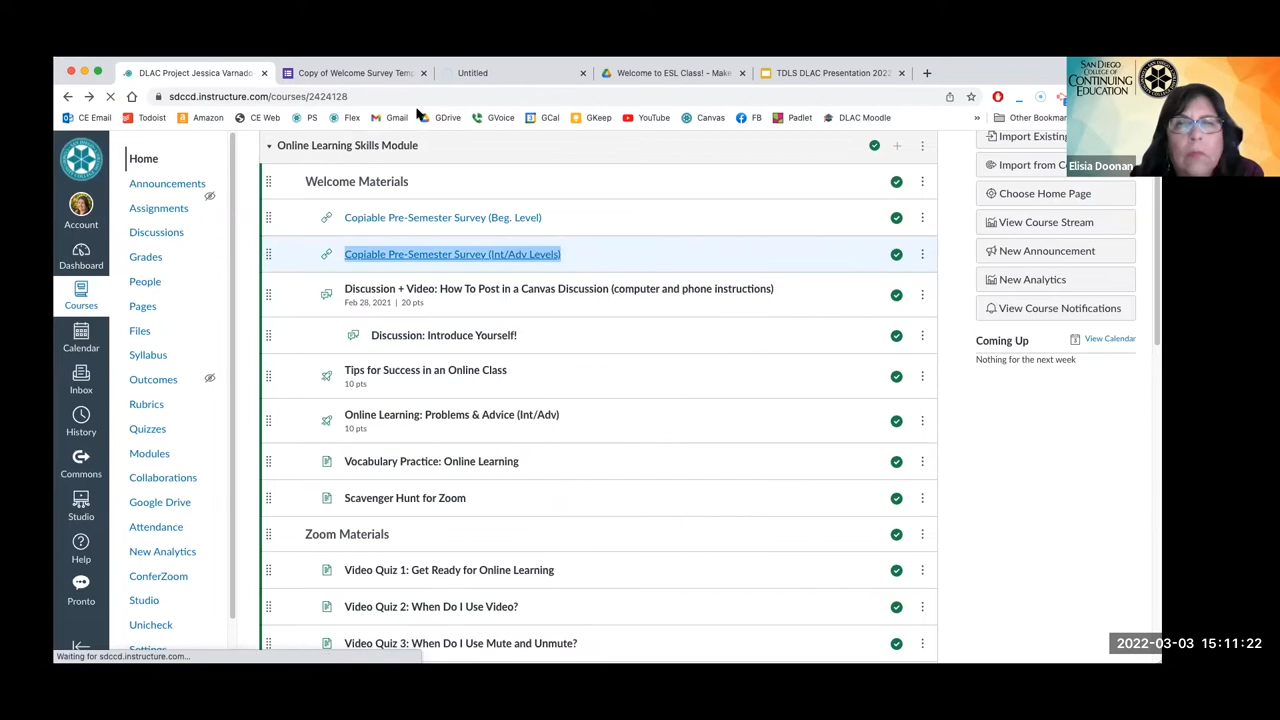 DLAC Project Jessica Varnado
Copy of Welcome Survey Temp
Untitled
Welcome to ESL Class! - Make
TDLS DLAC Presentation 2022
sdccd.instructure.com/courses/2424128
CE Email
Todoist
Amazon
CE Web
PS
Flex
Gmail
GDrive
GVoice
GCal
GKeep
YouTube
Canvas
FB
Padlet
DLAC Moodle
Other Bookmar
SAN DIEGO
COLLEGE OF
CONTINUING
EDUCATION
Elisia Doonan
Account
Dashboard
Courses
Calendar
Inbox
History
Commons
Studio
Help
Pronto
Home
Announcements
Assignments
Discussions
Grades
People
Pages
Files
Syllabus
Outcomes
Rubrics
Quizzes
Modules
Collaborations
Google Drive
Attendance
New Analytics
ConferZoom
Studio
Unicheck
Settings
Online Learning Skills Module
Welcome Materials
Copiable Pre-Semester Survey (Beg. Level)
Copiable Pre-Semester Survey (Int/Adv Levels)
Discussion + Video: How To Post in a Canvas Discussion (computer and phone instructions)
Feb 28, 2021 | 20 pts
Discussion: Introduce Yourself!
Tips for Success in an Online Class
10 pts
Online Learning: Problems & Advice (Int/Adv)
10 pts
Vocabulary Practice: Online Learning
Scavenger Hunt for Zoom
Zoom Materials
Video Quiz 1: Get Ready for Online Learning
Video Quiz 2: When Do I Use Video?
Video Quiz 3: When Do I Use Mute and Unmute?
Import Existing
Import from C
Choose Home Page
View Course Stream
New Announcement
New Analytics
View Course Notifications
Coming Up
View Calendar
Nothing for the next week
Waiting for sdccd.instructure.com...
2022-03-03 15:11:22